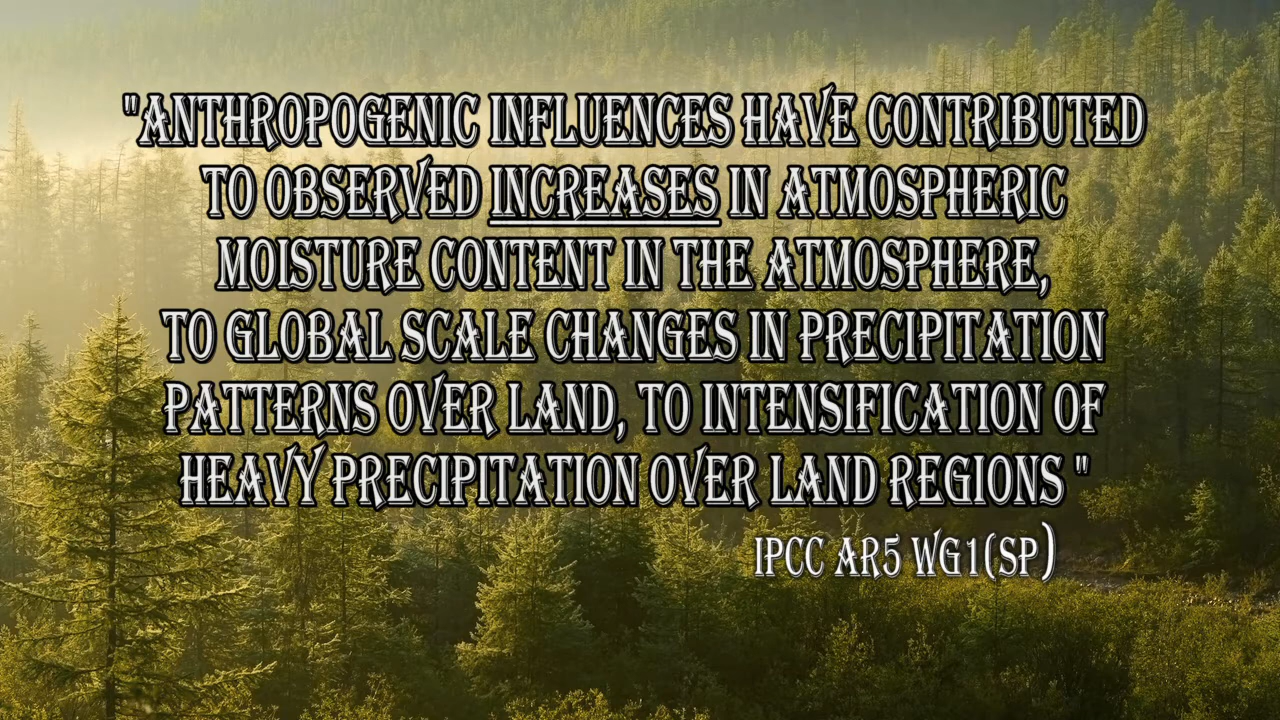 "ANTHROPOGENIC INFLUENCES HAVE CONTRIBUTED
TO OBSERVED INCREASES IN ATMOSPHERIC
MOISTURE CONTENT IN THE ATMOSPHERE,
TO GLOBAL SCALE CHANGES IN PRECIPITATION
PATTERNS OVER LAND, TO INTENSIFICATION OF
HEAVY PRECIPITATION OVER LAND REGIONS "
IPCC AR5 WG1(SP)